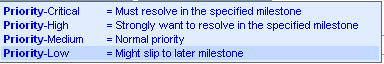 Priority-Critical = Must resolve in the specified milestone
Priority-High = Strongly want to resolve in the specified milestone
Priority-Medium = Normal priority
Priority-Low = Might slip to later milestone